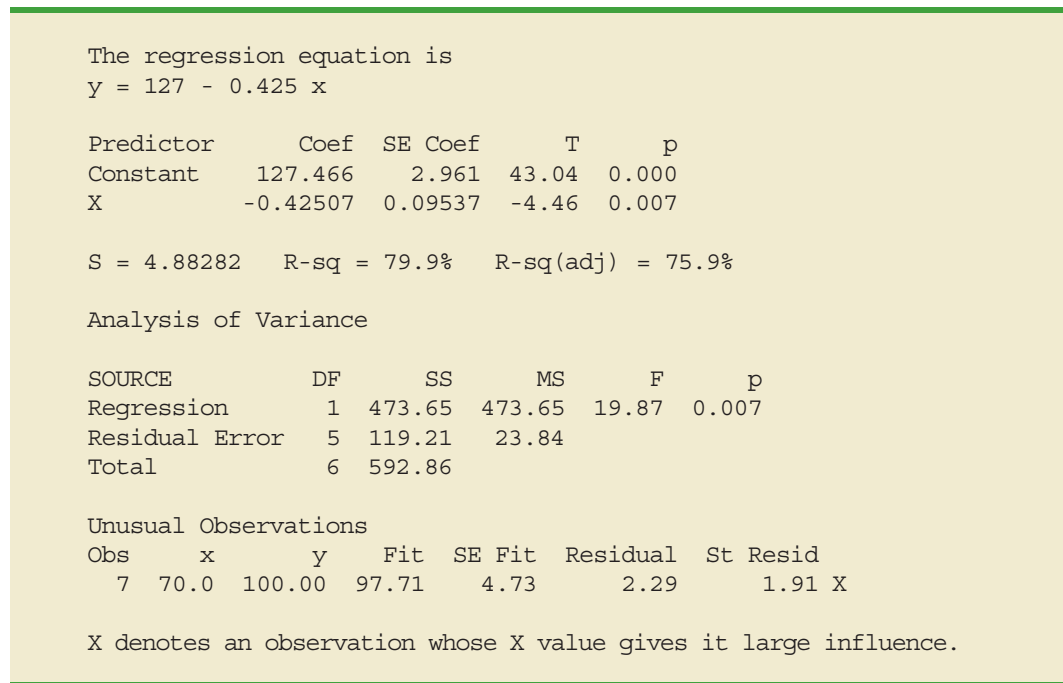 The regression equation is
y = 127 - 0.425 x
Predictor Coef SE Coef T p
Constant 127.466 2.961 43.04 0.000
X -0.42507 0.09537 -4.46 0.007
S = 4.88282 R-sq = 79.9% R-sq(adj) = 75.9%
Analysis of Variance
SOURCE DF SS MS F p
Regression 1 473.65 473.65 19.87 0.007
Residual Error 5 119.21 23.84
Total 6 592.86
Unusual Observations
Obs x y Fit SE Fit Residual St Resid
7 70.0 100.00 97.71 4.73 2.29 1.91 X
X denotes an observation whose X value gives it large influence.